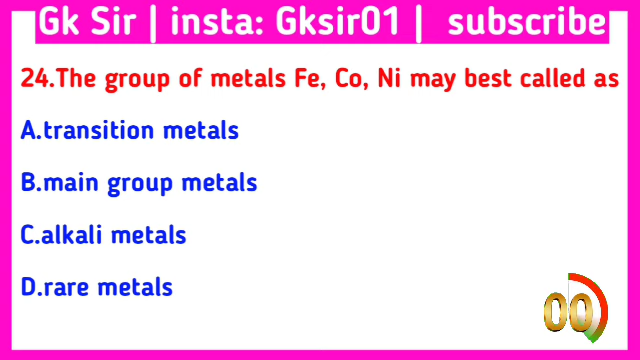 Gk Sir | insta: Gksir01 | subscribe
24.The group of metals Fe, Co, Ni may best called as
A.transition metals
B.main group metals
C.alkali metals
D.rare metals
00